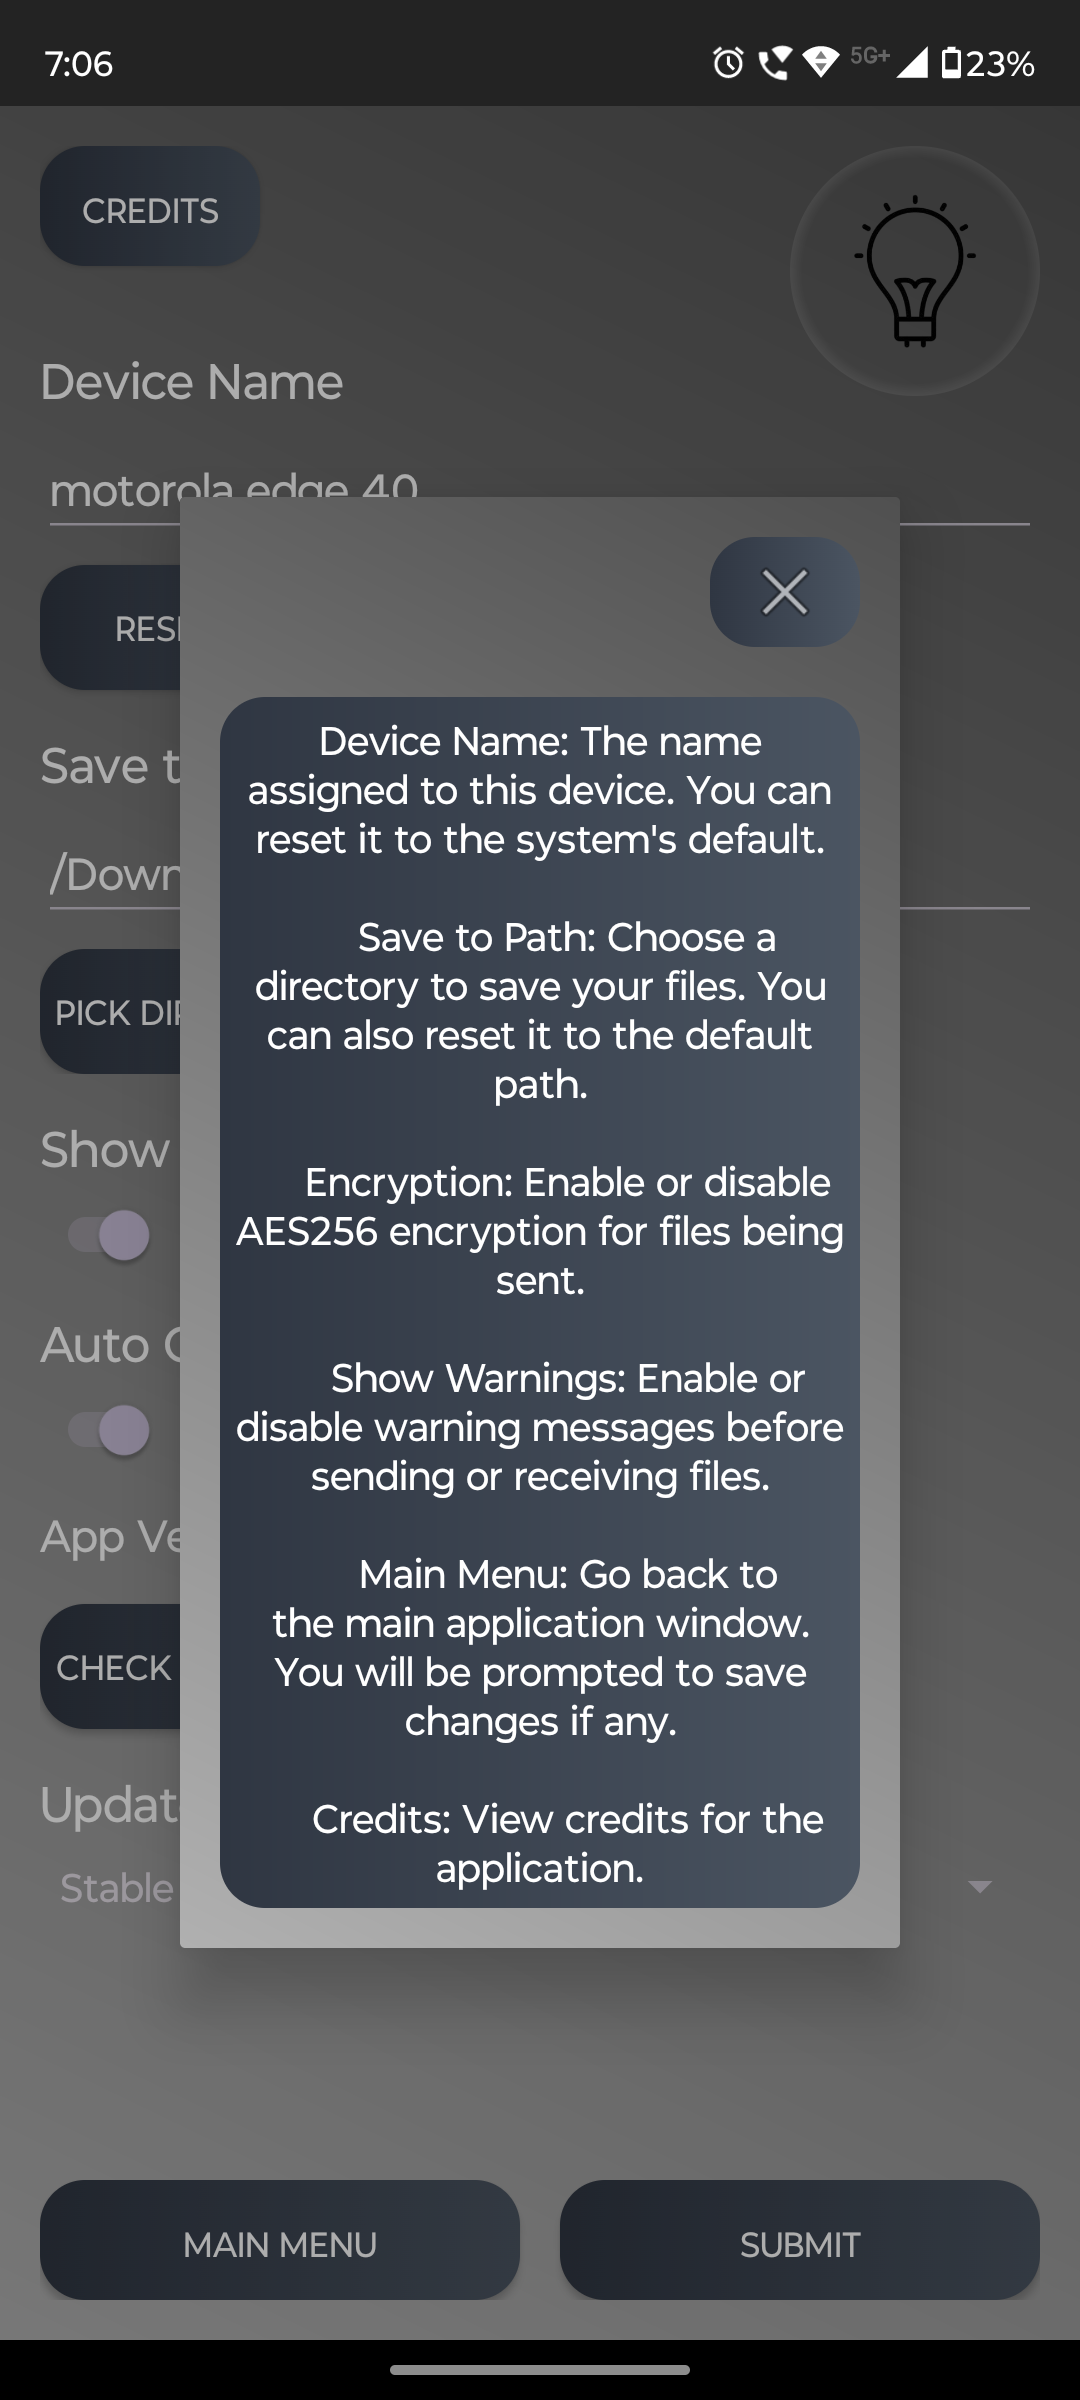 7:06
5G+
23%
CREDITS
Device Name
motorola edge 40
Save
/Down
PICK
Show
Auto
App
CHECK
Stable
Device Name: The name
assigned to this device. You can
reset it to the system's default.
Save to Path: Choose a
directory to save your files. You
can also reset it to the default
path.
Encryption: Enable or disable
AES256 encryption for files being
sent.
Show Warnings: Enable or
disable warning messages before
sending or receiving files.
Main Menu: Go back to
the main application window.
You will be prompted to save
changes if any.
Credits: View credits for the
application.
MAIN MENU
SUBMIT